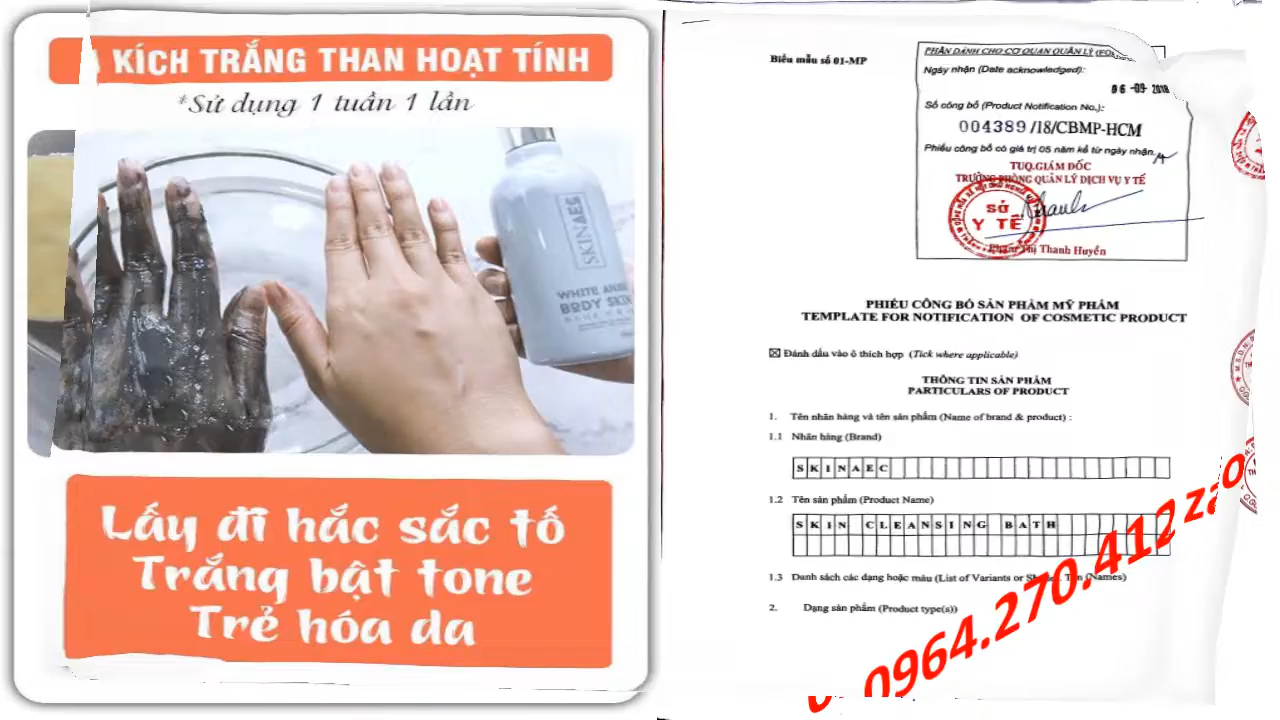 KÍCH TRẮNG THAN HOẠT TÍNH
*Sử dụng 1 tuần 1 lần
SKINAEC
WHITE
BODY SKIN
Lấy đi hắc sắc tố
Trắng bật tone
Trẻ hóa da
Biểu mẫu số 01-MP
PHẦN DÀNH CHO CƠ QUAN QUẢN LÝ
Ngày nhận (Date acknowledged):
06-09-2018
Số công bố (Product Notification No.):
004389/18/CBMP-HCM
Phiếu công bố có giá trị 05 năm kể từ ngày nhận.
TUQ.GIÁM ĐỐC
TRƯỞNG PHÒNG QUẢN LÝ DỊCH VỤ Y TẾ
SỞ
Y TẾ
Phạm Thị Thanh Huyền
PHIẾU CÔNG BỐ SẢN PHẨM MỸ PHẨM
TEMPLATE FOR NOTIFICATION OF COSMETIC PRODUCT
Đánh dấu vào ô thích hợp (Tick where applicable)
THÔNG TIN SẢN PHẨM
PARTICULARS OF PRODUCT
1. Tên nhãn hàng và tên sản phẩm (Name of brand & product) :
1.1 Nhãn hàng (Brand)
SKINAEC
1.2 Tên sản phẩm (Product Name)
SKIN CLEANSING BATH
1.3 Danh sách các dạng hoặc màu (List of Variants or (Names)
2. Dạng sản phẩm (Product type(s))
0964.270.412 zalo